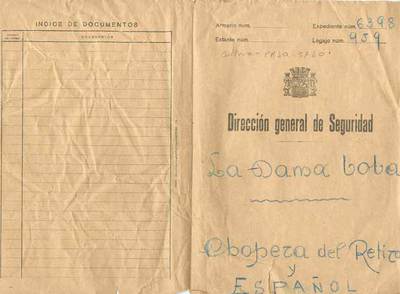 INDICE DE DOCUMENTOS
DOCUMENTOS
Armario núm.
Expediente núm. 6398
Estante núm.
Legajo núm. 959
Dirección general de Seguridad
La Dama boba
Chopera del Retiro
y
ESPAÑOL